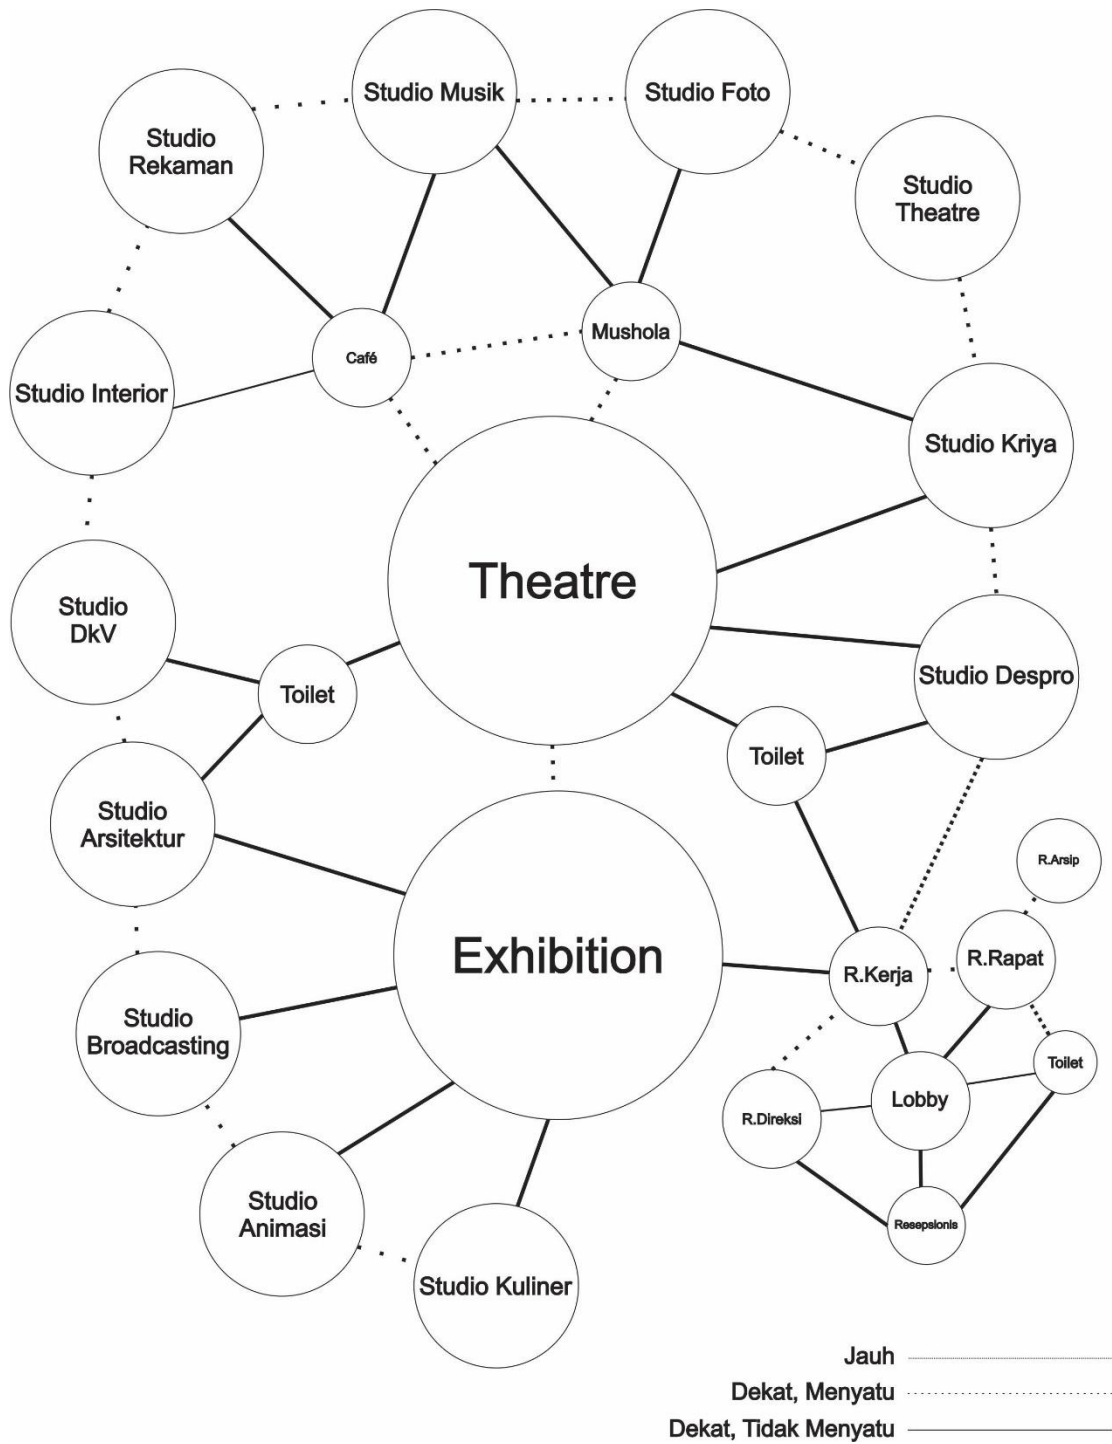 Studio Musik
Studio Foto
Studio
Rekaman
Studio
Theatre
Mushola
Café
Studio Interior
Studio Kriya
Theatre
Studio
DkV
Toilet
Studio Despro
Toilet
Studio
Arsitektur
R.Arsip
Exhibition
R.Rapat
R.Kerja
Studio
Broadcasting
Toilet
Lobby
R.Direksi
Studio
Animasi
Resepsionis
Studio Kuliner
Jauh
Dekat, Menyatu
Dekat, Tidak Menyatu